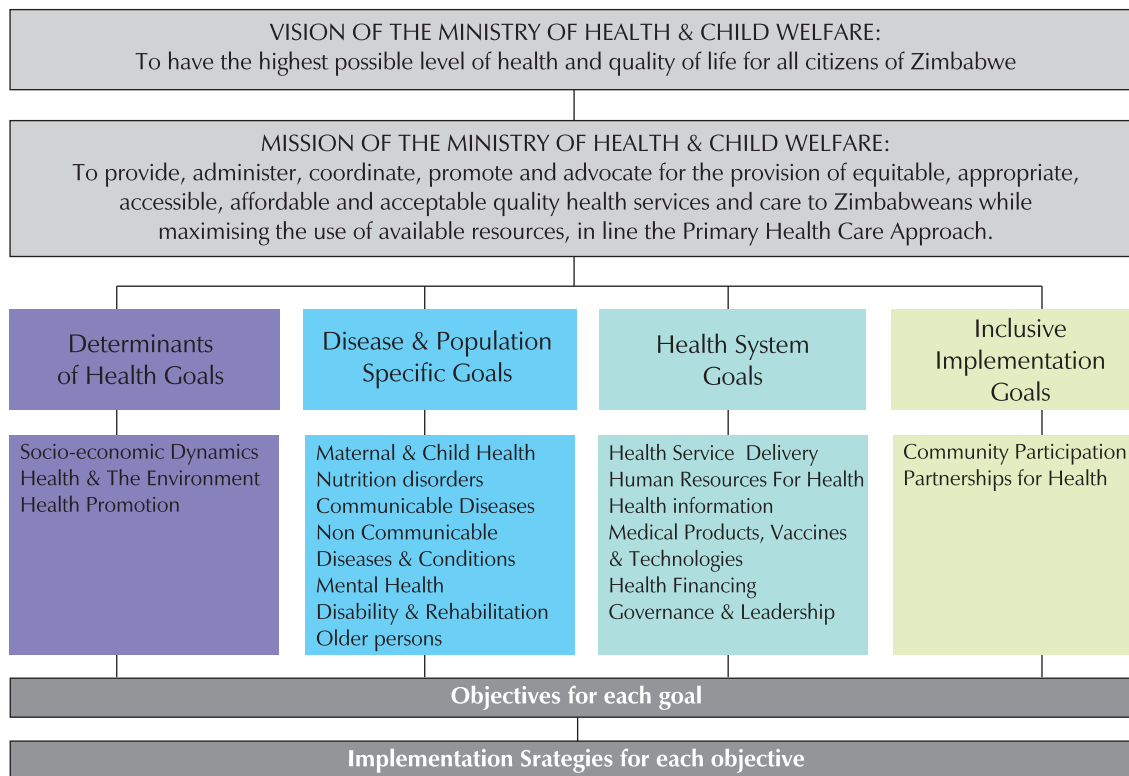 VISION OF THE MINISTRY OF HEALTH & CHILD WELFARE:
To have the highest possible level of health and quality of life for all citizens of Zimbabwe
MISSION OF THE MINISTRY OF HEALTH & CHILD WELFARE:
To provide, administer, coordinate, promote and advocate for the provision of equitable, appropriate,
accessible, affordable and acceptable quality health services and care to Zimbabweans while
maximising the use of available resources, in line the Primary Health Care Approach.
Determinants
of Health Goals
Socio-economic Dynamics
Health & The Environment
Health Promotion
Disease & Population
Specific Goals
Maternal & Child Health
Nutrition disorders
Communicable Diseases
Non Communicable
Diseases & Conditions
Mental Health
Disability & Rehabilitation
Older persons
Health System
Goals
Health Service Delivery
Human Resources For Health
Health information
Medical Products, Vaccines
& Technologies
Health Financing
Governance & Leadership
Inclusive
Implementation
Goals
Community Participation
Partnerships for Health
Objectives for each goal
Implementation Srategies for each objective